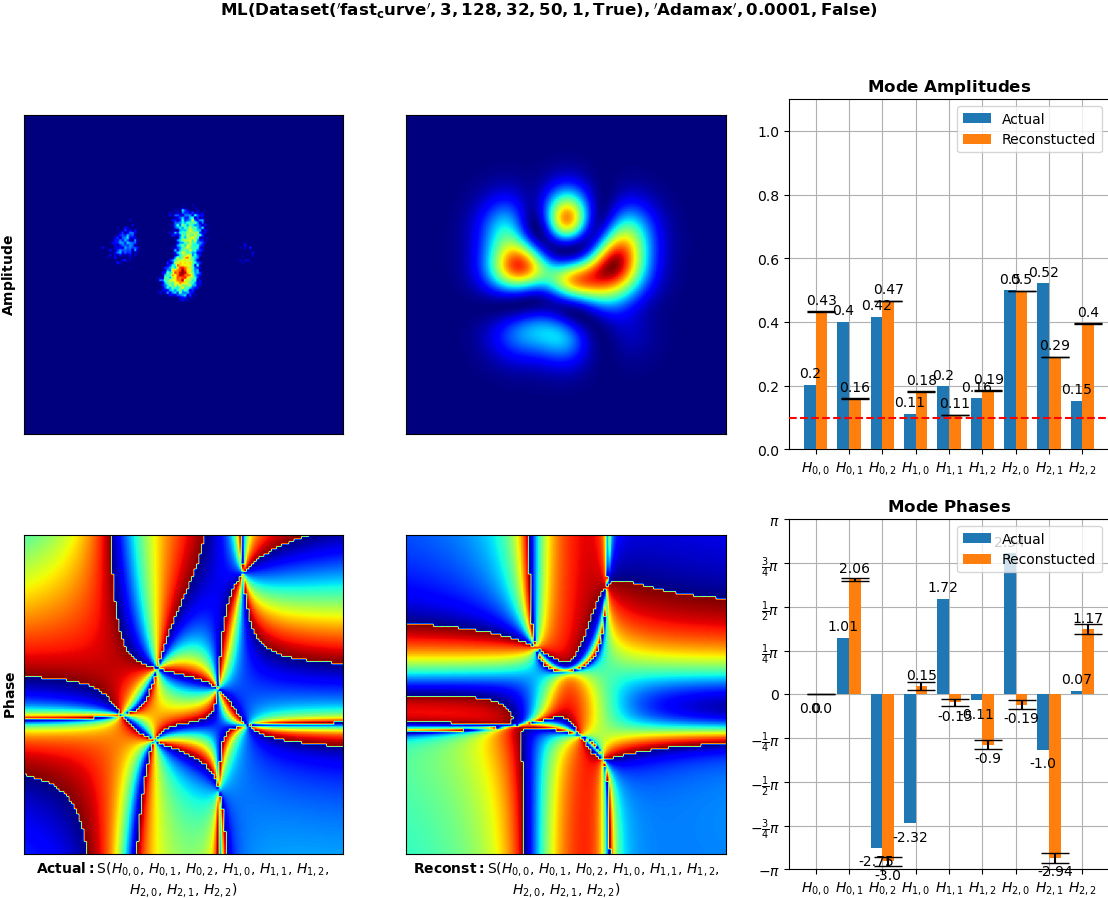 ML(Dataset('fast_curve', 3, 128, 32, 50, 1, True), 'Adamax', 0.0001, False)
Amplitude
Mode Amplitudes
Actual
Reconstucted
1.0
0.8
0.6
0.4
0.2
0.0
0.2 0.43 0.4 0.16 0.42 0.47 0.11 0.18 0.2 0.11 0.16 0.19 0.5 0.5 0.52 0.29 0.15 0.4
H0,0 H0,1 H0,2 H1,0 H1,1 H1,2 H2,0 H2,1 H2,2
Phase
Mode Phases
Actual
Reconstucted
π
3/4π
1/2π
1/4π
0
−1/4π
−1/2π
−3/4π
−π
0.0 0.0 1.01 2.06 -2.75 -3.0 -2.32 0.15 1.72 -0.11 -0.9 -0.19 -1.0 -2.94 0.07 1.17
H0,0 H0,1 H0,2 H1,0 H1,1 H1,2 H2,0 H2,1 H2,2
Actual: S(H0,0, H0,1, H0,2, H1,0, H1,1, H1,2,
H2,0, H2,1, H2,2)
Reconst: S(H0,0, H0,1, H0,2, H1,0, H1,1, H1,2,
H2,0, H2,1, H2,2)